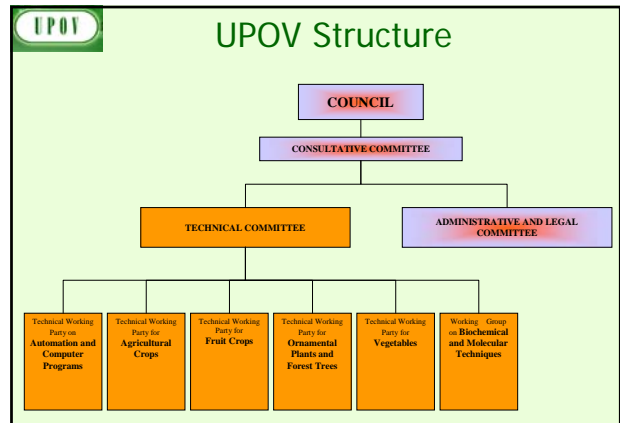 UPOV
UPOV Structure
COUNCIL
CONSULTATIVE COMMITTEE
TECHNICAL COMMITTEE
ADMINISTRATIVE AND LEGAL
COMMITTEE
Technical Working
Party on
Automation and
Computer
Programs
Technical Working
Party for
Agricultural
Crops
Technical Working
Party for
Fruit Crops
Technical Working
Party for
Ornamental
Plants and
Forest Trees
Technical Working
Party for
Vegetables
Working Group
on Biochemical
and Molecular
Techniques